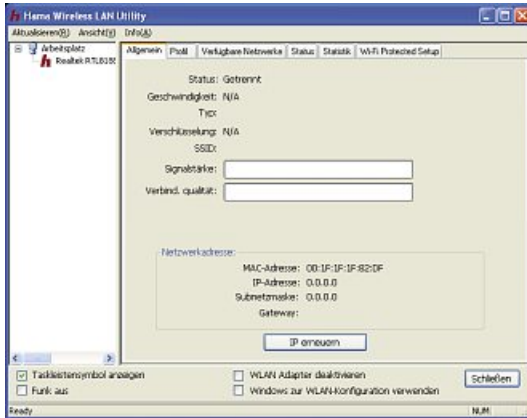 Hama Wireless LAN Utility
Aktualisieren(R) Ansicht(V) Info(A)
Arbeitsplatz
Realtek RTL8188
Allgemein Profil Verfügbare Netzwerke Status Statistik Wi-Fi Protected Setup
Status: Getrennt
Geschwindigkeit: N/A
Typ:
Verschlüsselung: N/A
SSID:
Signalstärke:
Verbind. qualität:
Netzwerkadresse:
MAC-Adresse: 00:1F:1F:1F:82:DF
IP-Adresse: 0.0.0.0
Subnetzmaske: 0.0.0.0
Gateway:
IP erneuern
Taskleistensymbol anzeigen
WLAN Adapter deaktivieren
Schließen
Funk aus
Windows zur WLAN-Konfiguration verwenden
Ready NUM